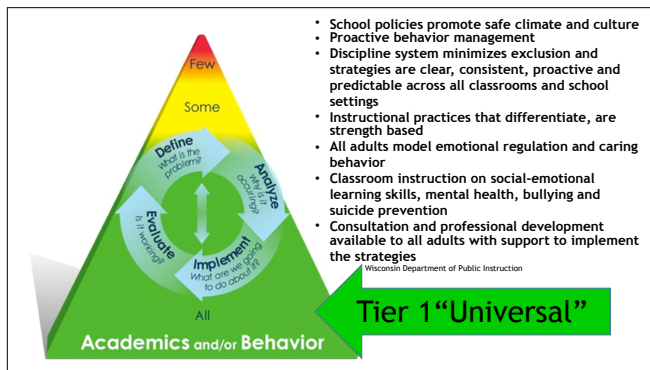 Few
Some
Define
What is the
problem?
Analyze
Why is it
occuring?
Implement
What are we going
to do about it?
Evaluate
Is it working?
All
Academics and/or Behavior
• School policies promote safe climate and culture
• Proactive behavior management
• Discipline system minimizes exclusion and
strategies are clear, consistent, proactive and
predictable across all classrooms and school
settings
• Instructional practices that differentiate, are
strength based
• All adults model emotional regulation and caring
behavior
• Classroom instruction on social-emotional
learning skills, mental health, bullying and
suicide prevention
• Consultation and professional development
available to all adults with support to implement
the strategies
Wisconsin Department of Public Instruction
Tier 1“Universal”